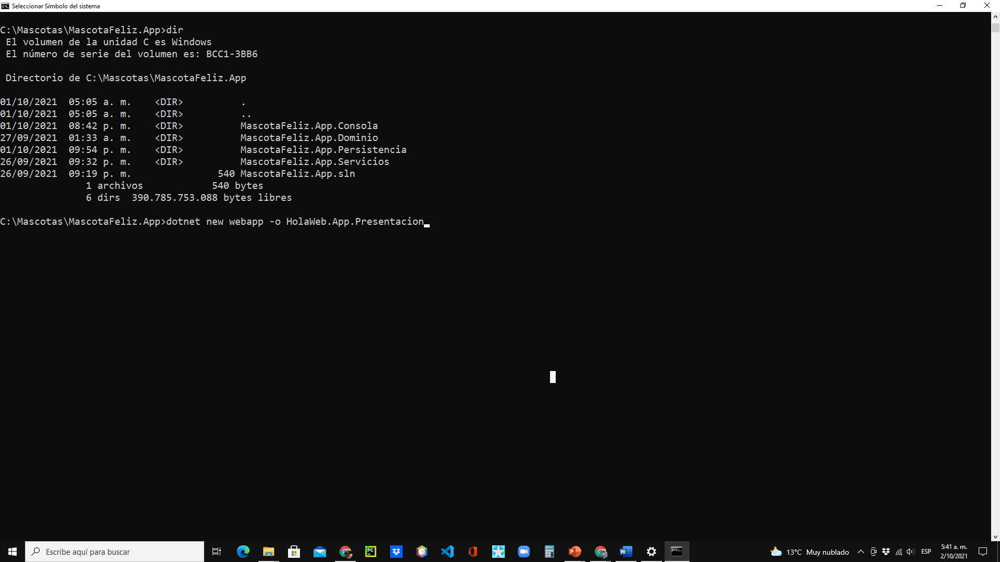 Seleccionar Símbolo del sistema
C:\Mascotas\MascotaFeliz.App>dir
El volumen de la unidad C es Windows
El número de serie del volumen es: BCC1-3BB6
Directorio de C:\Mascotas\MascotaFeliz.App
01/10/2021  05:05 a. m.    <DIR>          .
01/10/2021  05:05 a. m.    <DIR>          ..
01/10/2021  08:42 p. m.    <DIR>          MascotaFeliz.App.Consola
27/09/2021  01:33 a. m.    <DIR>          MascotaFeliz.App.Dominio
01/10/2021  09:54 p. m.    <DIR>          MascotaFeliz.App.Persistencia
26/09/2021  09:32 p. m.    <DIR>          MascotaFeliz.App.Servicios
26/09/2021  09:19 p. m.               540 MascotaFeliz.App.sln
1 archivos            540 bytes
6 dirs  390.785.753.088 bytes libres
C:\Mascotas\MascotaFeliz.App>dotnet new webapp -o HolaWeb.App.Presentacion
Escribe aquí para buscar
PC
13°C Muy nublado
ESP
5:41 a. m.
2/10/2021